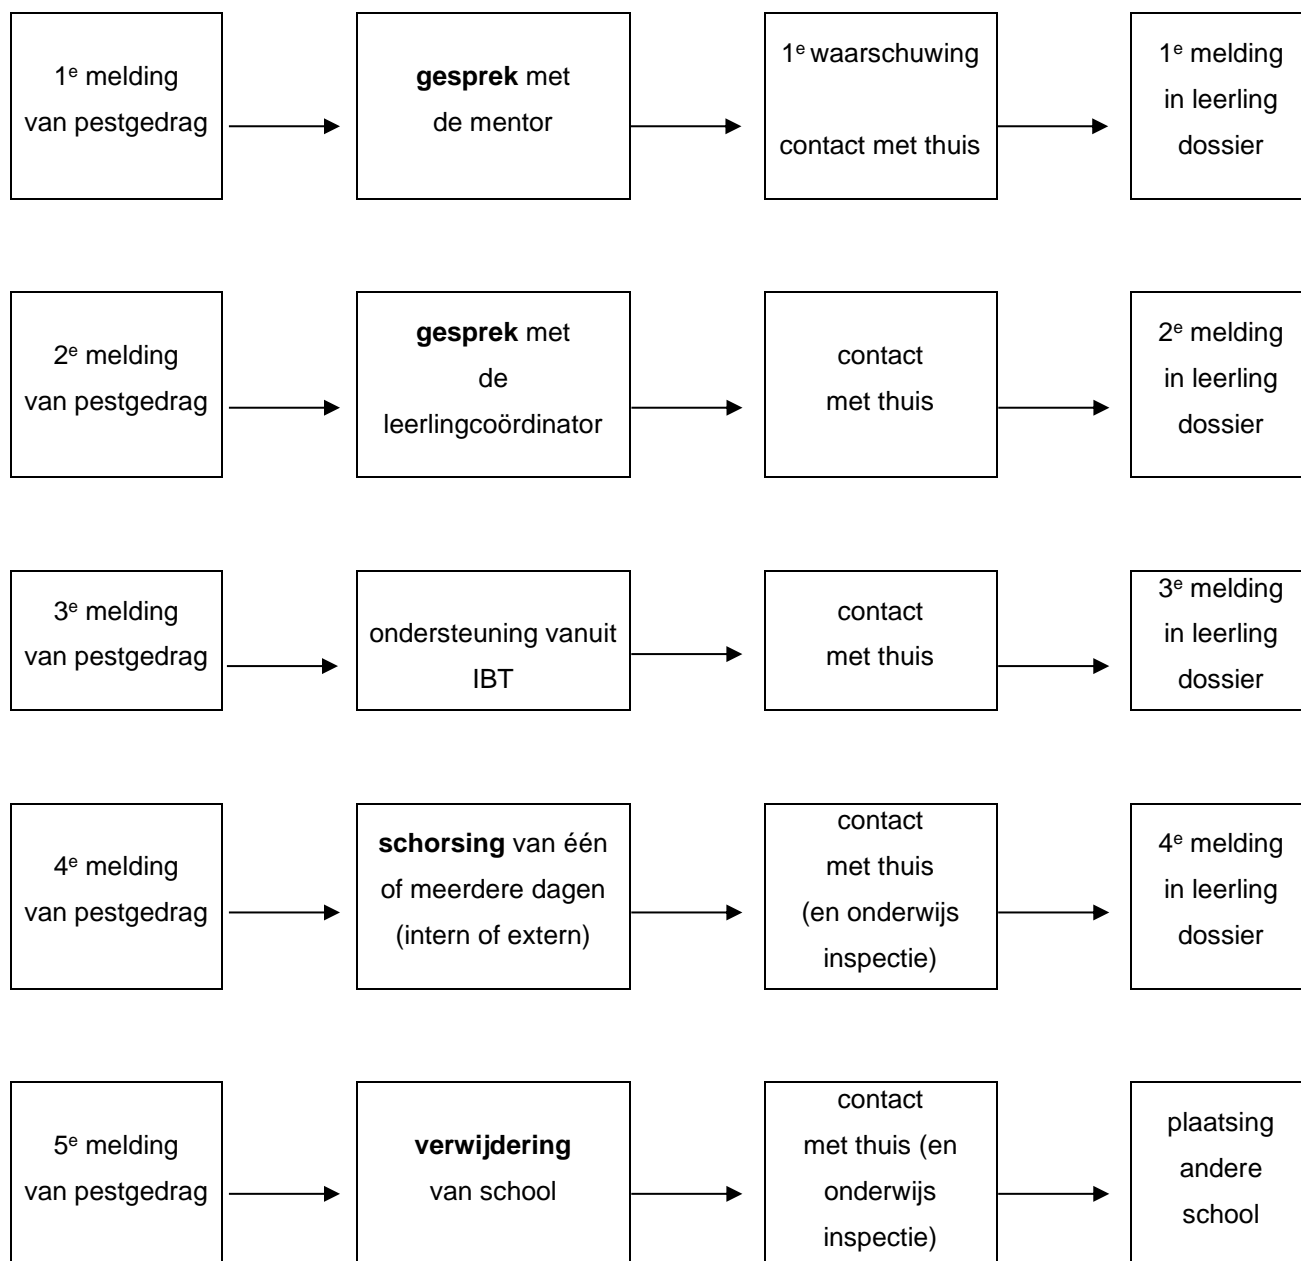 1e melding
van pestgedrag
gesprek met
de mentor
1e waarschuwing
contact met thuis
1e melding
in leerling
dossier
2e melding
van pestgedrag
gesprek met
de
leerlingcoördinator
contact
met thuis
2e melding
in leerling
dossier
3e melding
van pestgedrag
ondersteuning vanuit
IBT
contact
met thuis
3e melding
in leerling
dossier
4e melding
van pestgedrag
schorsing van één
of meerdere dagen
(intern of extern)
contact
met thuis
(en onderwijs
inspectie)
4e melding
in leerling
dossier
5e melding
van pestgedrag
verwijdering
van school
contact
met thuis (en
onderwijs
inspectie)
plaatsing
andere
school